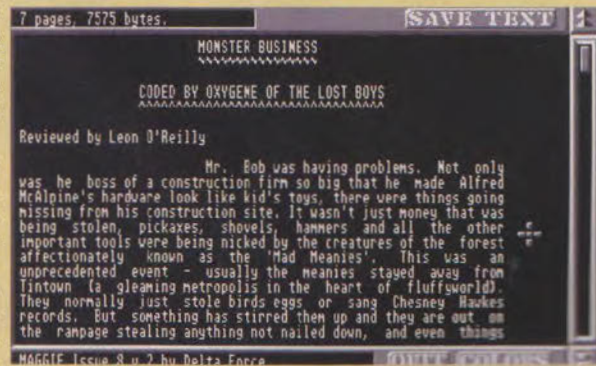 7 pages, 7575 bytes.
SAVE TEXT
MONSTER BUSINESS
CODED BY OXYGENE OF THE LOST BOYS
Reviewed by Leon O'Reilly
Mr. Bob was having problems. Not only
was he boss of a construction firm so big that he made Alfred
McAlpine's hardware look like kid's toys, there were things going
missing from his construction site. It wasn't just money that was
being stolen, pickaxes, shovels, hammers and all the other
important tools were being nicked by the creatures of the forest
affectionately known as the 'Mad Meanies'. This was an
unprecedented event - usually the meanies stayed away from
Tintown (a gleaming metropolis in the heart of fluffyworld).
They normally just stole birds eggs or sang Chesney Hawkes
records. But something has stirred them up and they are out on
the rampage stealing anything not nailed down, and even things
MAGGIE Issue 8 v.2 by Delta Force
QUIT COLORS